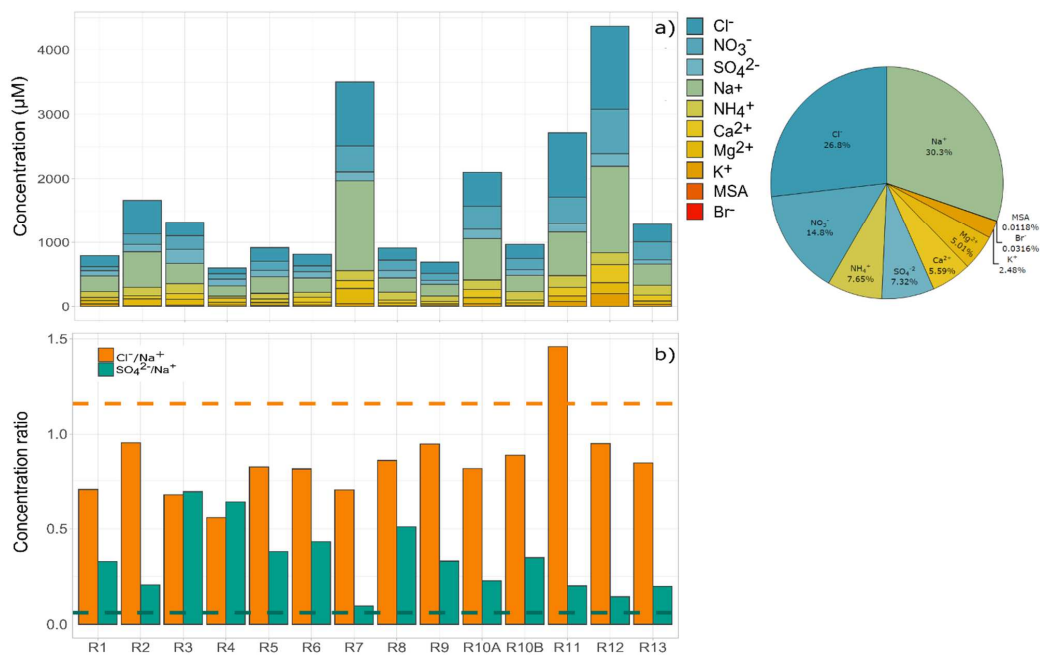 a)
4000
3000
2000
1000
0
Concentration (µM)
Cl⁻
NO₃⁻
SO₄²⁻
Na+
NH₄⁺
Ca²⁺
Mg²⁺
K⁺
MSA
Br⁻
Cl⁻
26.8%
Na⁺
30.3%
NO₃⁻
14.8%
NH₄⁺
7.65%
SO₄⁻²
7.32%
Ca²⁺
5.59%
Mg²⁺
5.01%
MSA
0.0118%
Br⁻
0.0316%
K⁺
2.48%
b)
1.5
1.0
0.5
0.0
Concentration ratio
Cl⁻/Na⁺
SO₄²⁻/Na⁺
R1 R2 R3 R4 R5 R6 R7 R8 R9 R10A R10B R11 R12 R13